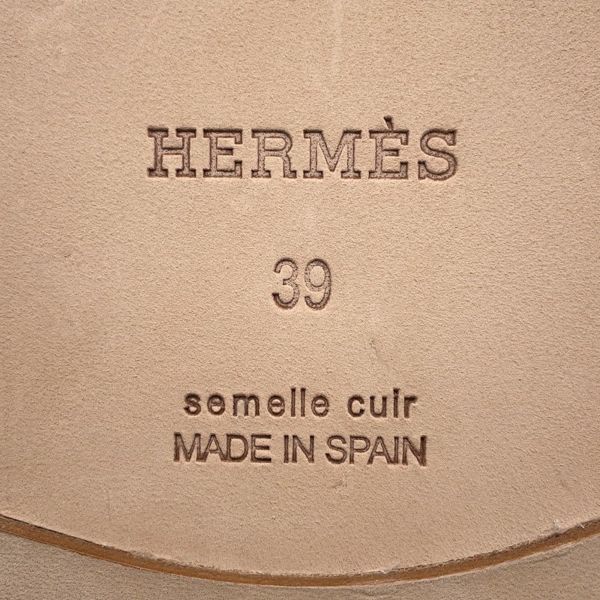 HERMÈS
39
semelle cuir
MADE IN SPAIN